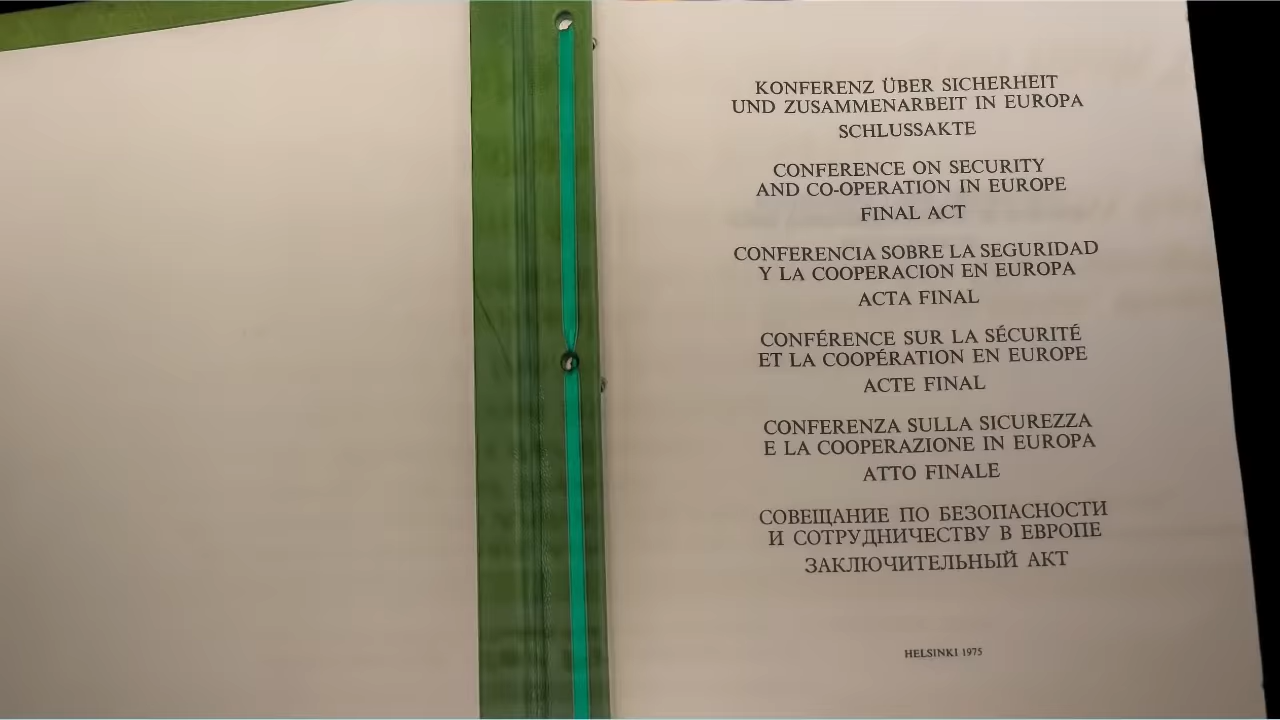 KONFERENZ ÜBER SICHERHEIT
UND ZUSAMMENARBEIT IN EUROPA
SCHLUSSAKTE
CONFERENCE ON SECURITY
AND CO-OPERATION IN EUROPE
FINAL ACT
CONFERENCIA SOBRE LA SEGURIDAD
Y LA COOPERACION EN EUROPA
ACTA FINAL
CONFÉRENCE SUR LA SÉCURITÉ
ET LA COOPÉRATION EN EUROPE
ACTE FINAL
CONFERENZA SULLA SICUREZZA
E LA COOPERAZIONE IN EUROPA
ATTO FINALE
СОВЕЩАНИЕ ПО БЕЗОПАСНОСТИ
И СОТРУДНИЧЕСТВУ В ЕВРОПЕ
ЗАКЛЮЧИТЕЛЬНЫЙ АКТ
HELSINKI 1975